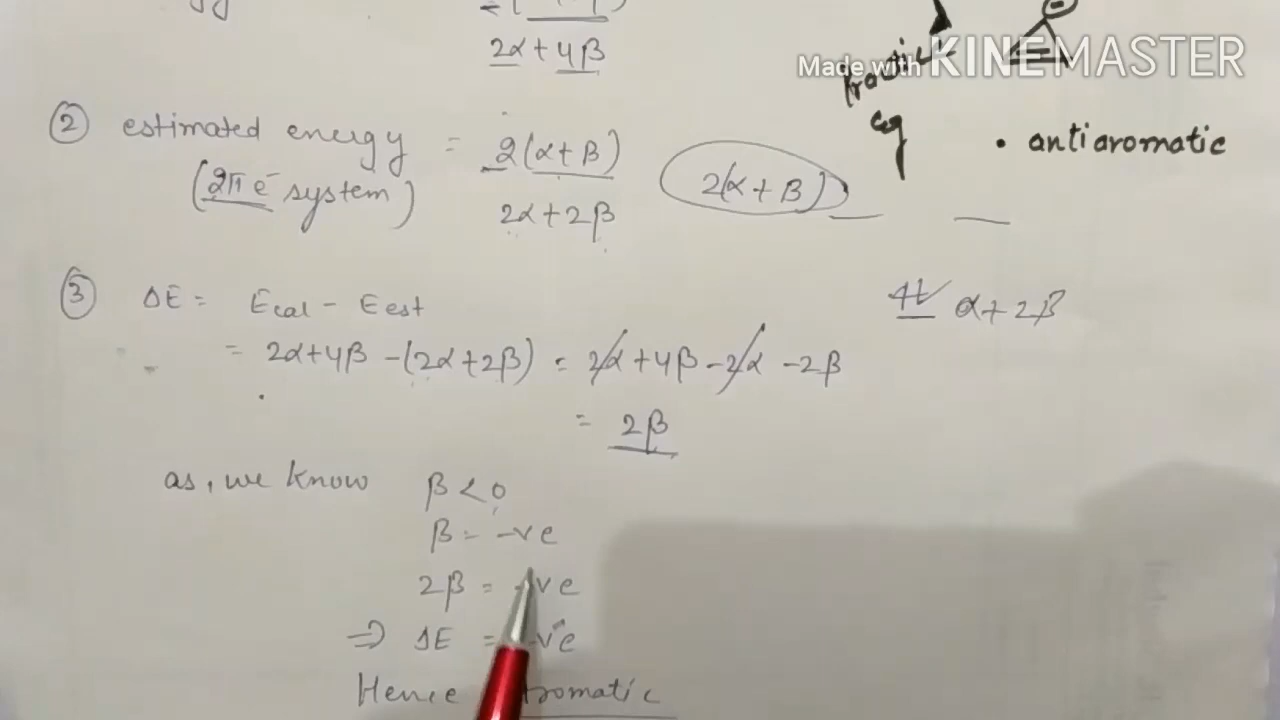 2α + 4β
Made with KINEMASTER
② estimated energy = 2(α + β)
(2π e⁻ system)
2α + 2β
2(α + β)
• antiaromatic
③ ΔE = Ecal - Eest
= 2α + 4β - (2α + 2β) = 2α + 4β - 2α - 2β
= 2β
α + 2β
as, we know β < 0
β = -ve
2β = -ve
⇒ ΔE = -ve
Hence aromatic